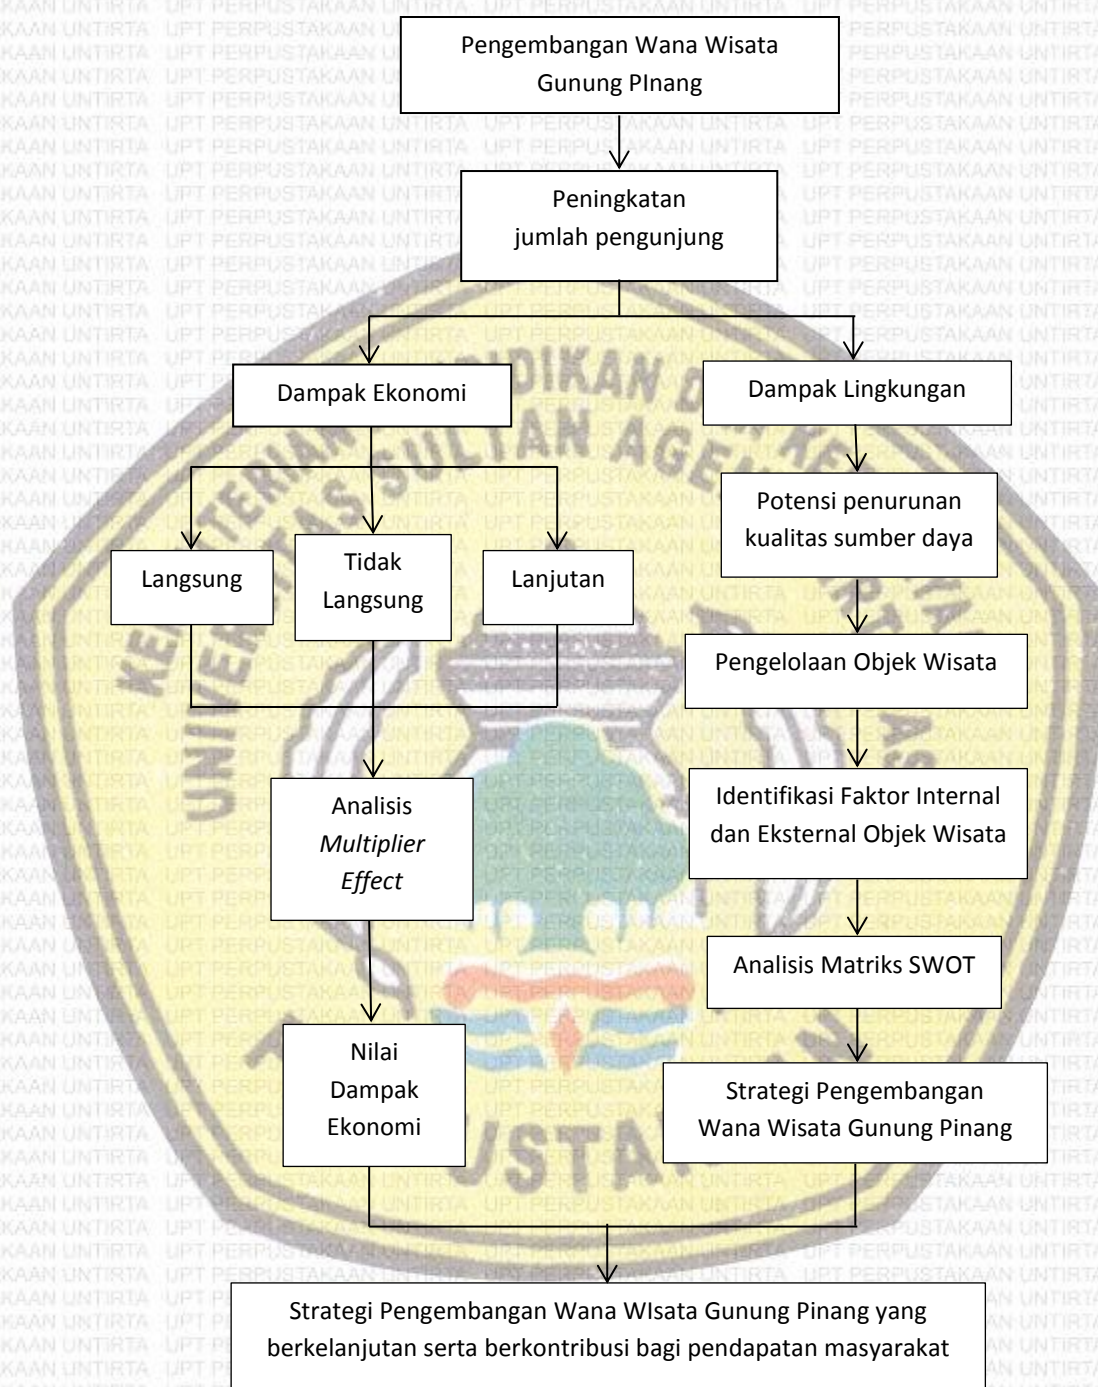 Pengembangan Wana Wisata
Gunung PInang
Peningkatan
jumlah pengunjung
Dampak Ekonomi
Dampak Lingkungan
Langsung
Tidak
Langsung
Lanjutan
Potensi penurunan
kualitas sumber daya
Pengelolaan Objek Wisata
Analisis
Multiplier
Effect
Identifikasi Faktor Internal
dan Eksternal Objek Wisata
Analisis Matriks SWOT
Nilai
Dampak
Ekonomi
Strategi Pengembangan
Wana Wisata Gunung Pinang
Strategi Pengembangan Wana WIsata Gunung Pinang yang
berkelanjutan serta berkontribusi bagi pendapatan masyarakat